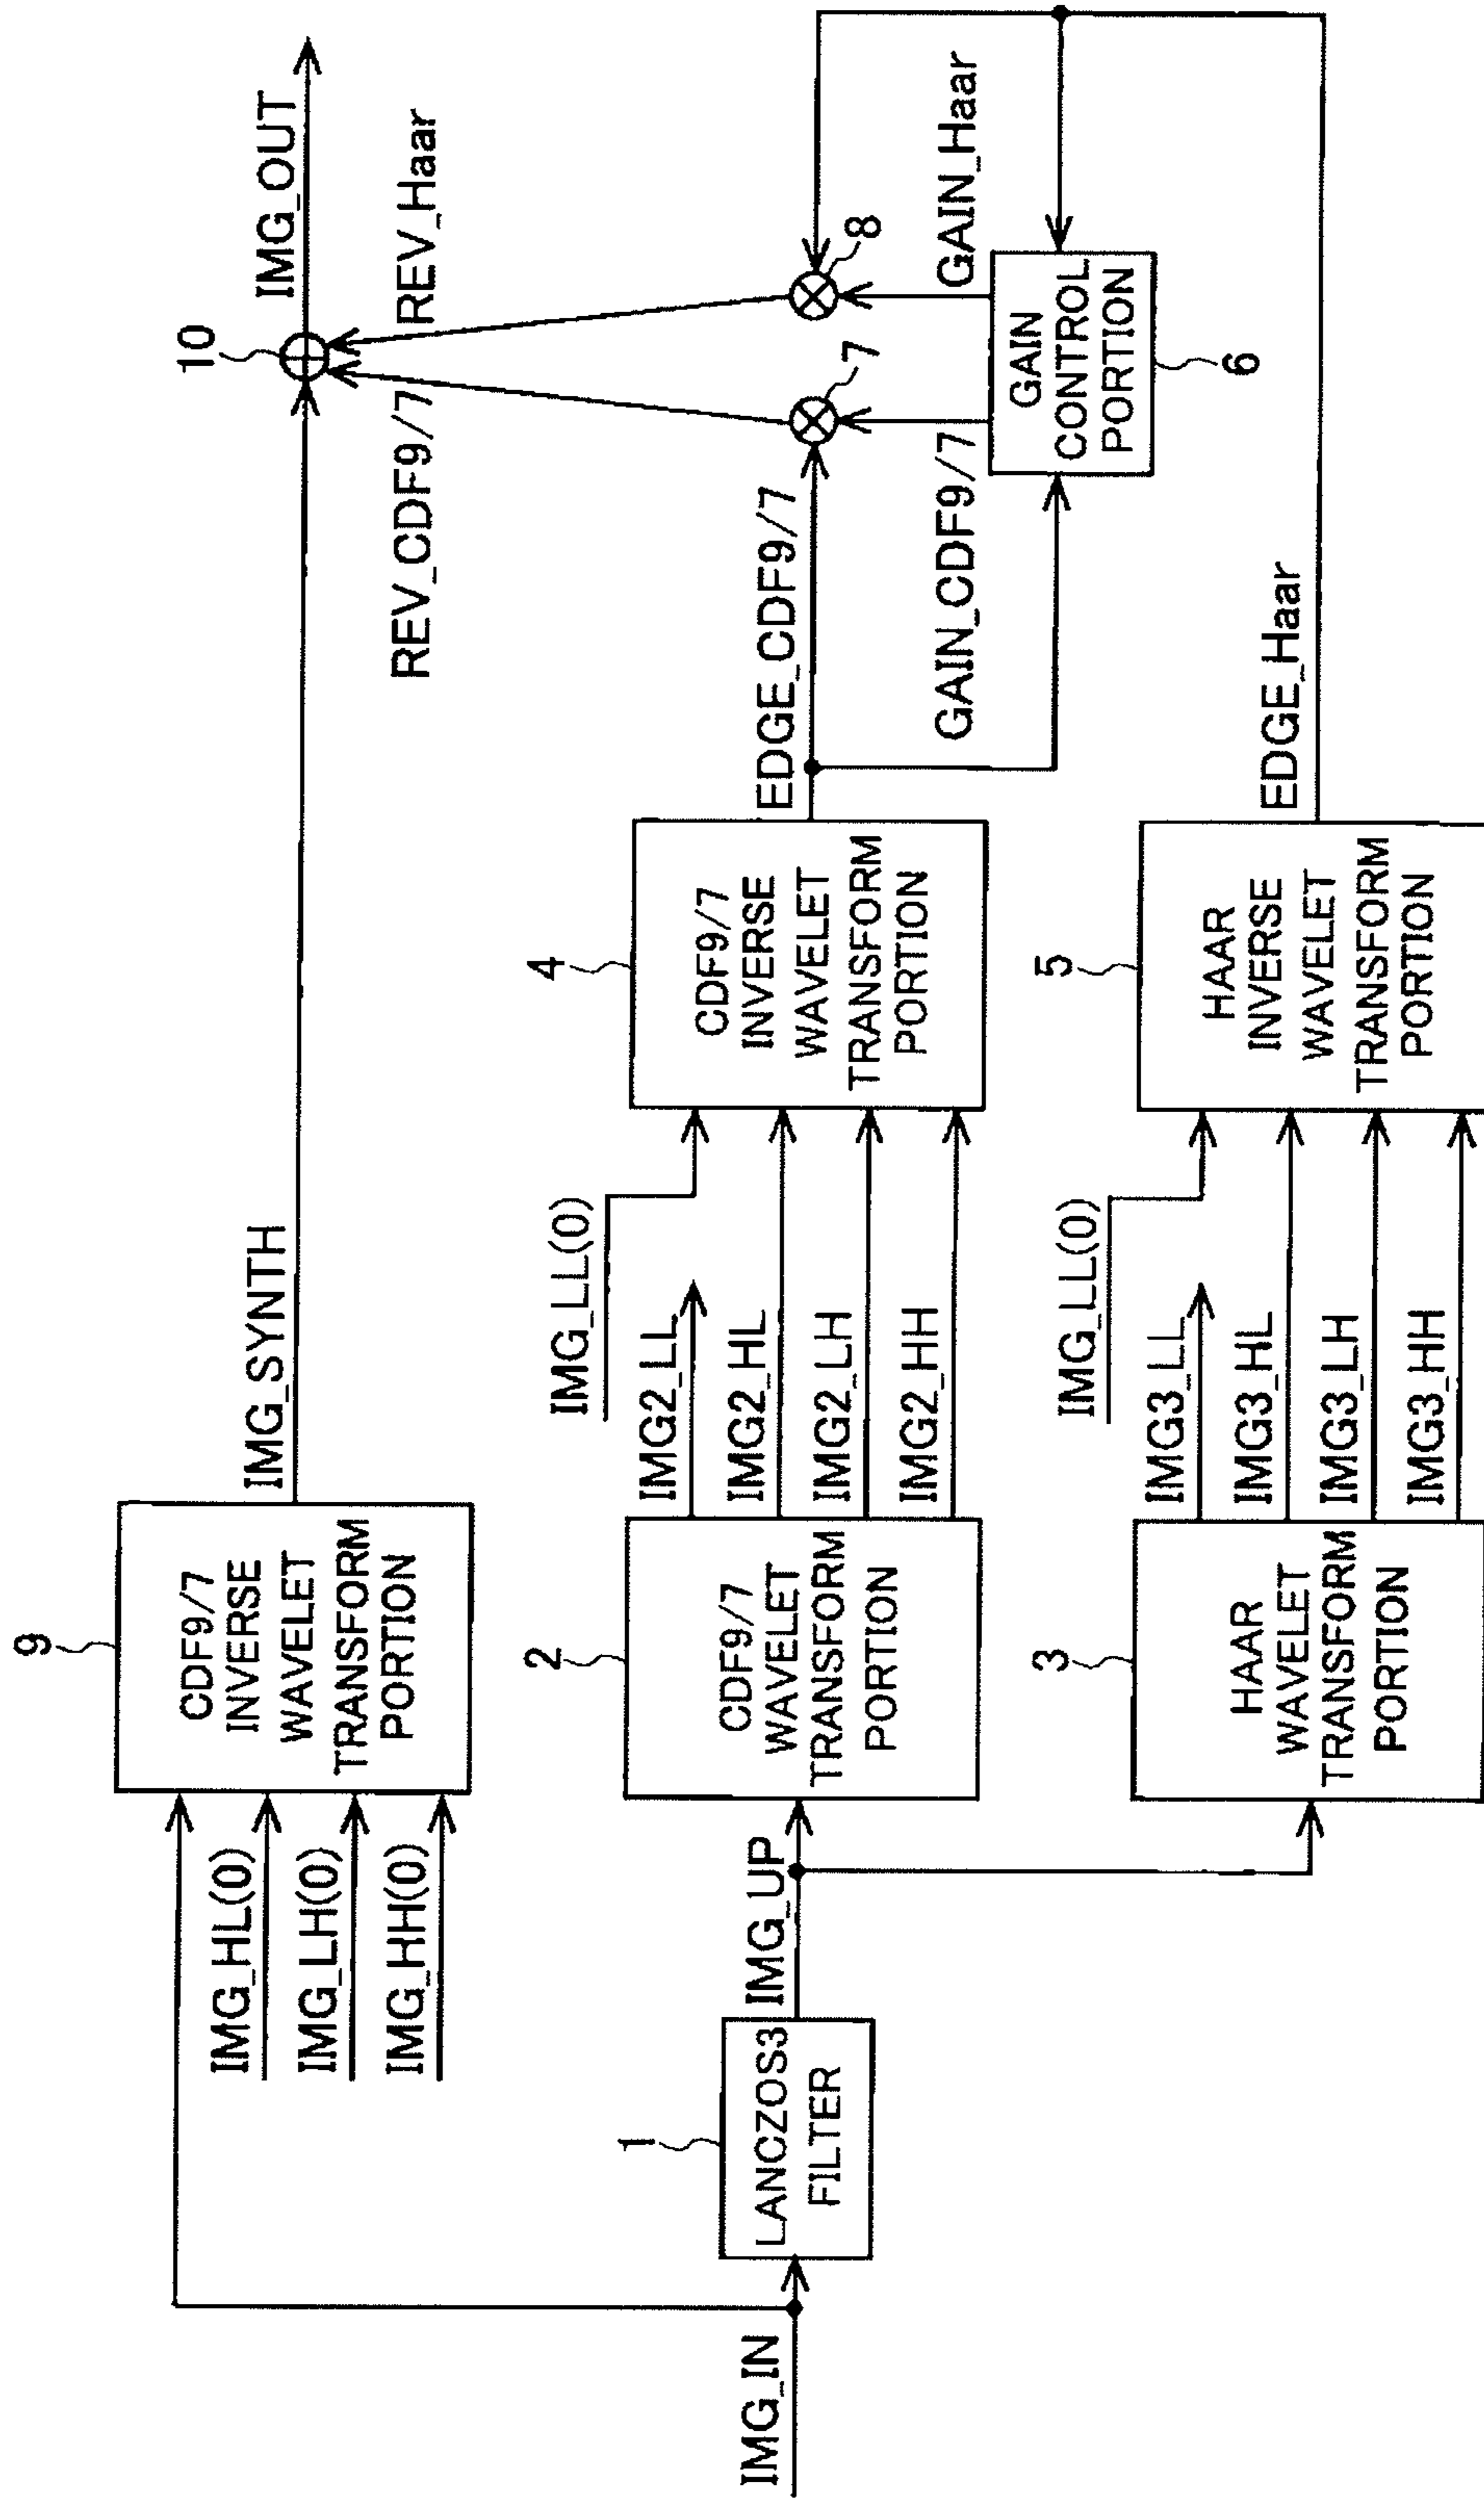 9
CDF9/7
INVERSE
WAVELET
TRANSFORM
PORTION
IMG_HL(0)
IMG_LH(0)
IMG_HH(0)
IMG_SYNTH
10
IMG_OUT
REV_CDF9/7
REV_Haar
IMG_IN
1
LANCZOS3
FILTER
IMG_UP
2
CDF9/7
WAVELET
TRANSFORM
PORTION
IMG_LL(0)
IMG2_LL
IMG2_HL
IMG2_LH
IMG2_HH
4
CDF9/7
INVERSE
WAVELET
TRANSFORM
PORTION
EDGE_CDF9/7
7
8
GAIN_CDF9/7
GAIN_Haar
GAIN
CONTROL
PORTION
6
3
HAAR
WAVELET
TRANSFORM
PORTION
IMG_LL(0)
IMG3_LL
IMG3_HL
IMG3_LH
IMG3_HH
5
HAAR
INVERSE
WAVELET
TRANSFORM
PORTION
EDGE_Haar